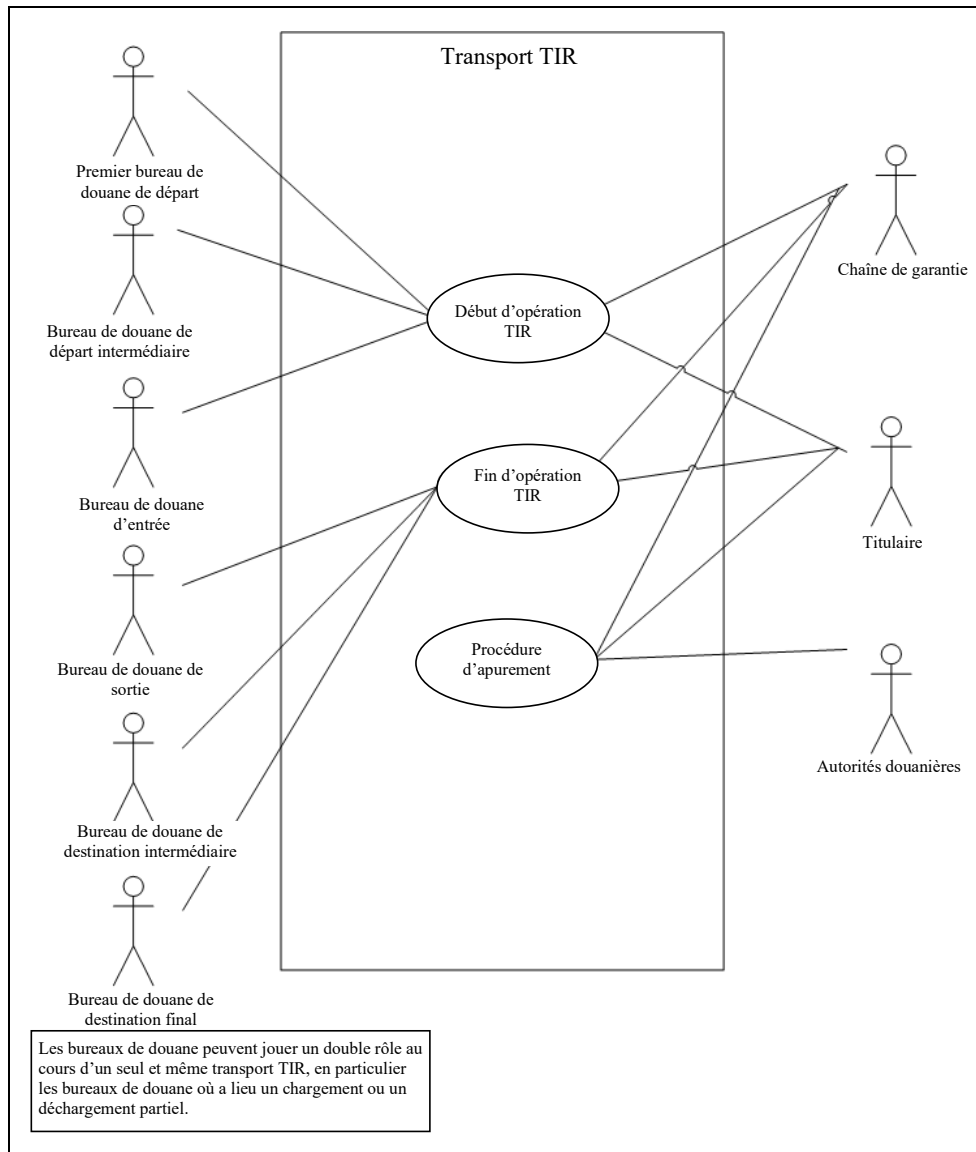 Transport TIR
Premier bureau de
douane de départ
Bureau de douane de
départ intermédiaire
Bureau de douane
d'entrée
Bureau de douane de
sortie
Bureau de douane de
destination intermédiaire
Bureau de douane de
destination final
Début d'opération
TIR
Fin d'opération
TIR
Procédure
d'apurement
Chaîne de garantie
Titulaire
Autorités douanières
Les bureaux de douane peuvent jouer un double rôle au
cours d'un seul et même transport TIR, en particulier
les bureaux de douane où a lieu un chargement ou un
déchargement partiel.